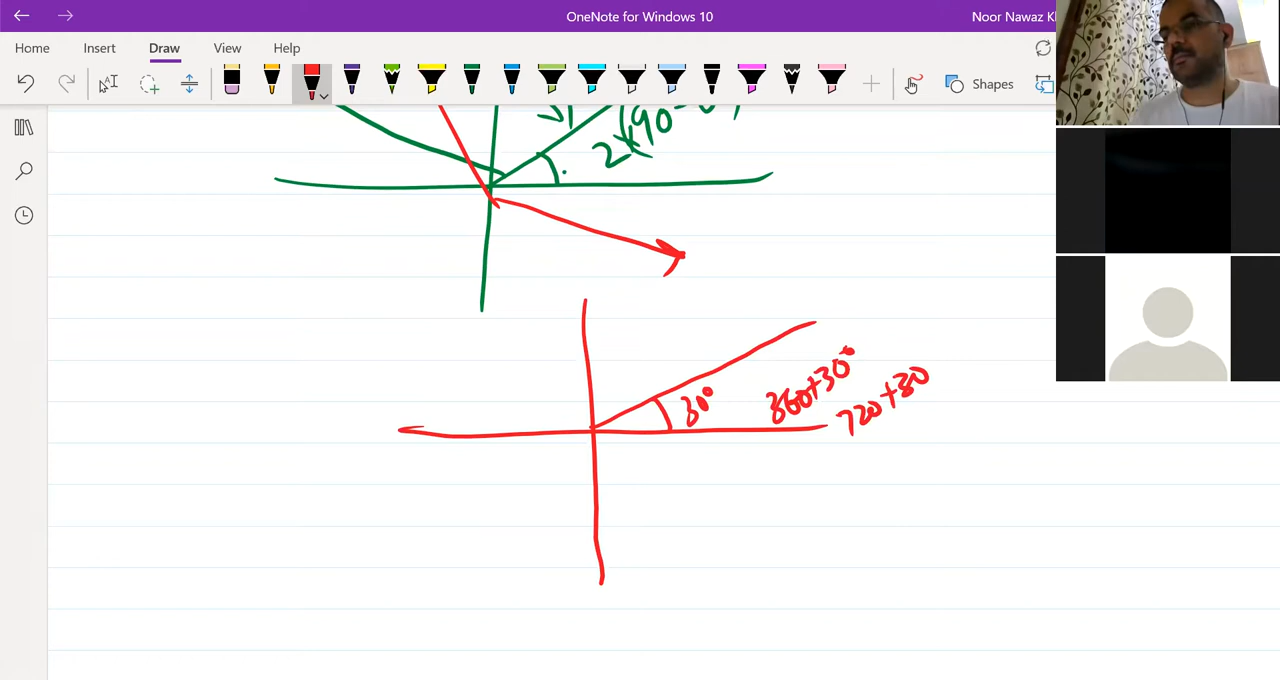 OneNote for Windows 10
Noor Nawaz Kh
Home Insert Draw View Help
Shapes
2(90-
30°
360+30°
720+30